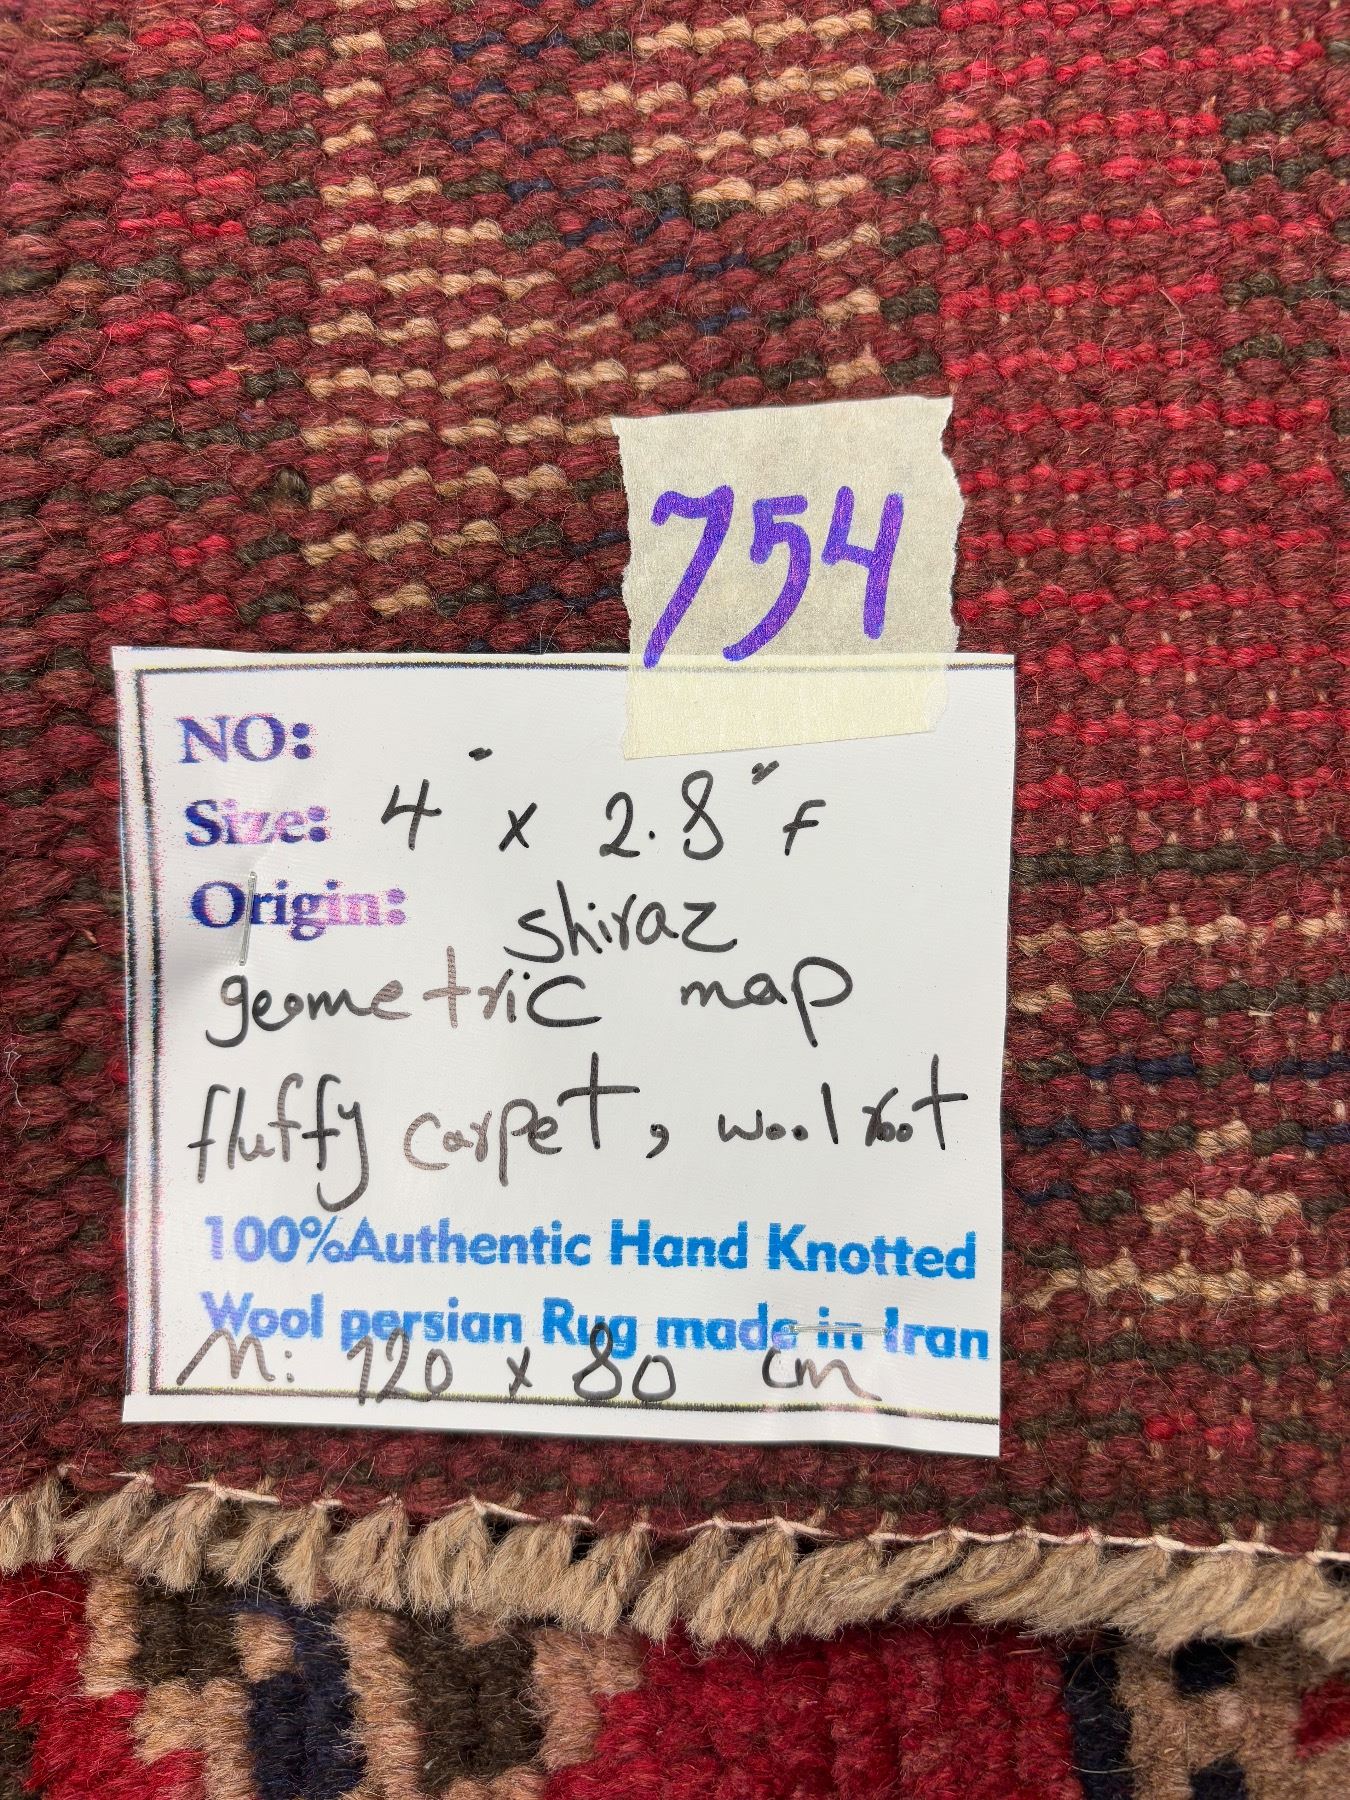 754
NO:
Size: 4" x 2.8" F
Origin: shiraz
geometric map
fluffy carpet, wool root
100%Authentic Hand Knotted
Wool persian Rug made in Iran
M: 120 x 80 cm